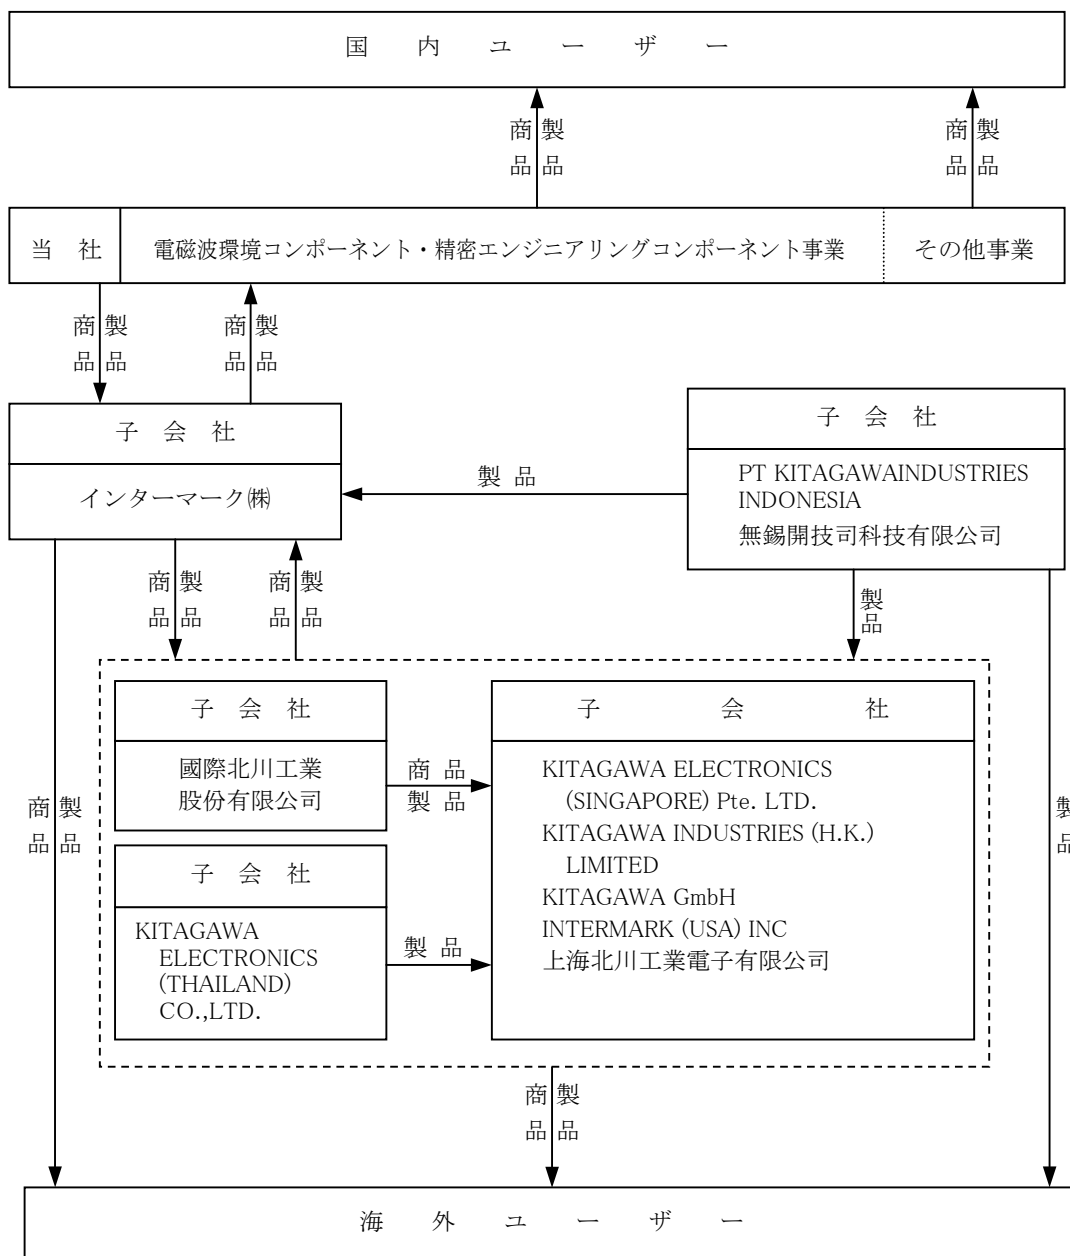 国 内 ユ ー ザ ー
商 製
品 品
商 製
品 品
当 社
電磁波環境コンポーネント・精密エンジニアリングコンポーネント事業
その他事業
商 製
品 品
商 製
品 品
子 会 社
インターマーク㈱
製 品
子 会 社
PT KITAGAWAINDUSTRIES
INDONESIA
無錫開技司科技有限公司
商 製
品 品
商 製
品 品
製
品
子 会 社
國際北川工業
股份有限公司
商 品
製 品
子 会 社
KITAGAWA ELECTRONICS
(SINGAPORE) Pte. LTD.
KITAGAWA INDUSTRIES (H.K.)
LIMITED
KITAGAWA GmbH
INTERMARK (USA) INC
上海北川工業電子有限公司
商 製
品 品
製
品
子 会 社
KITAGAWA
ELECTRONICS
(THAILAND)
CO.,LTD.
製 品
商 製
品 品
海 外 ユ ー ザ ー